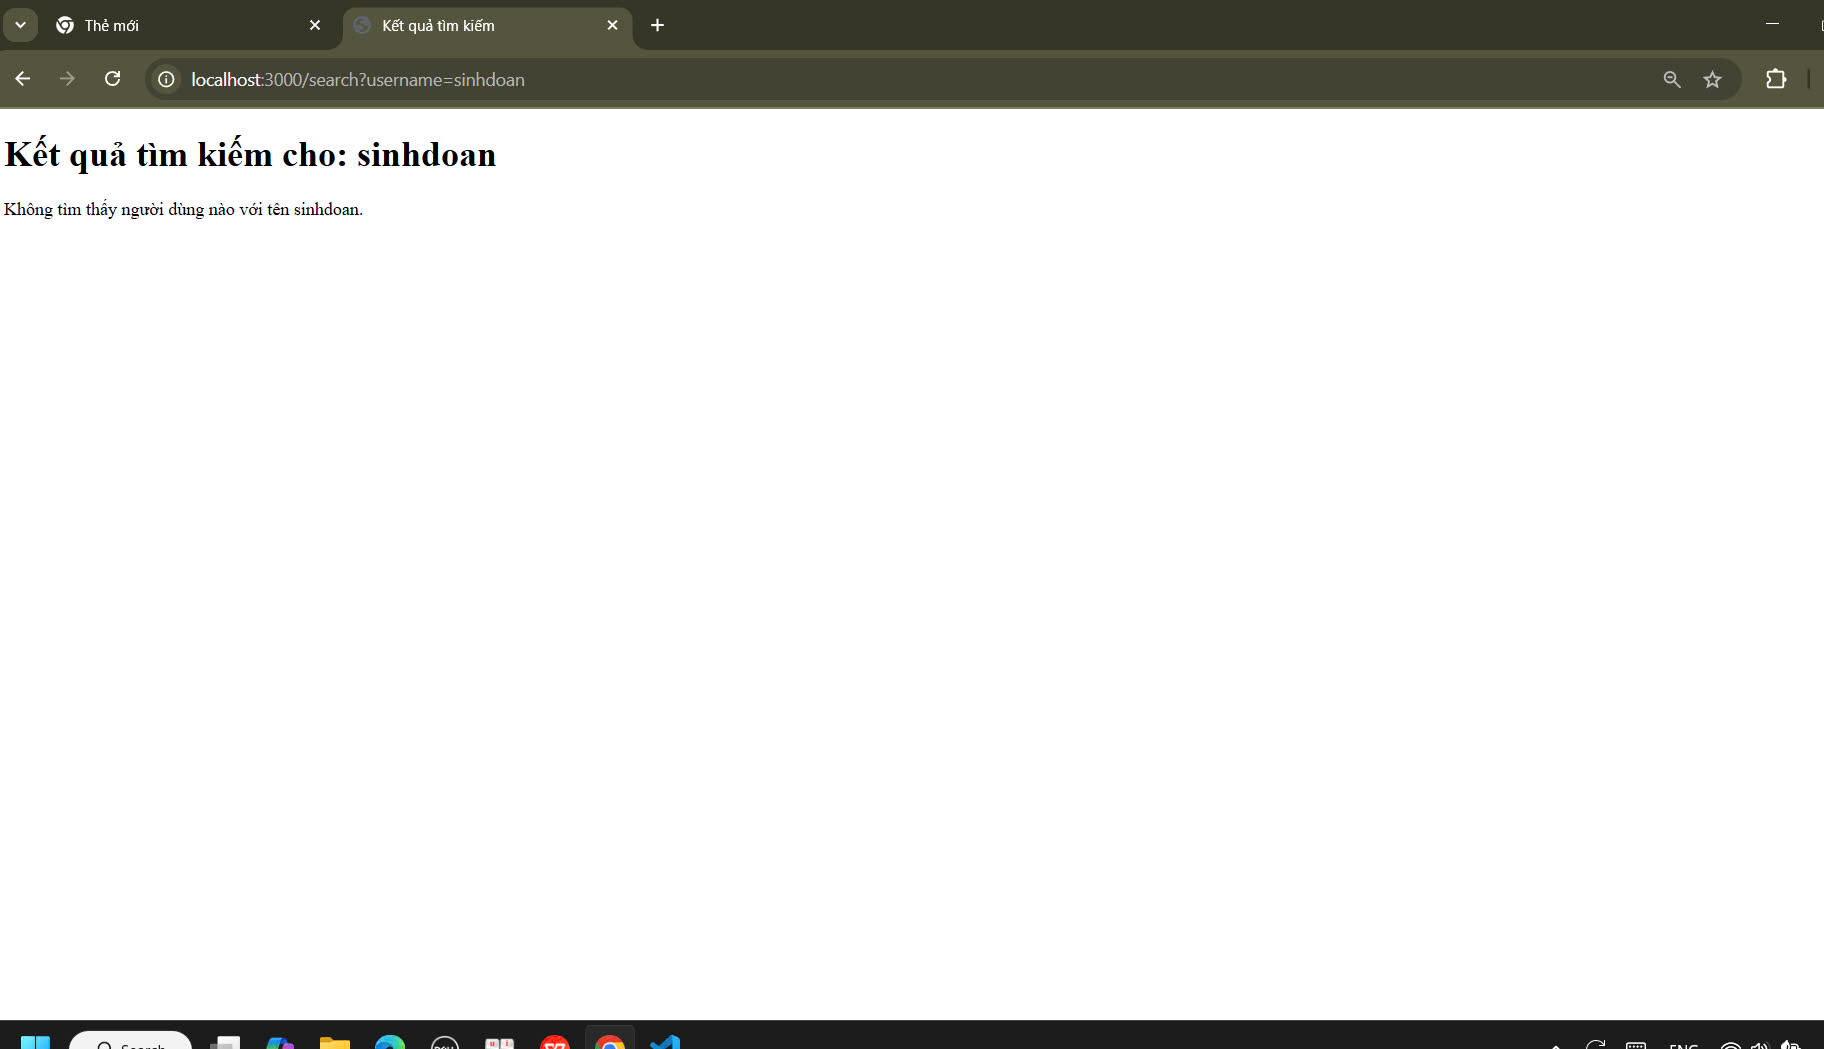 Thẻ mới
Kết quả tìm kiếm
localhost:3000/search?username=sinhdoan
Kết quả tìm kiếm cho: sinhdoan
Không tìm thấy người dùng nào với tên sinhdoan.
Search
ENG